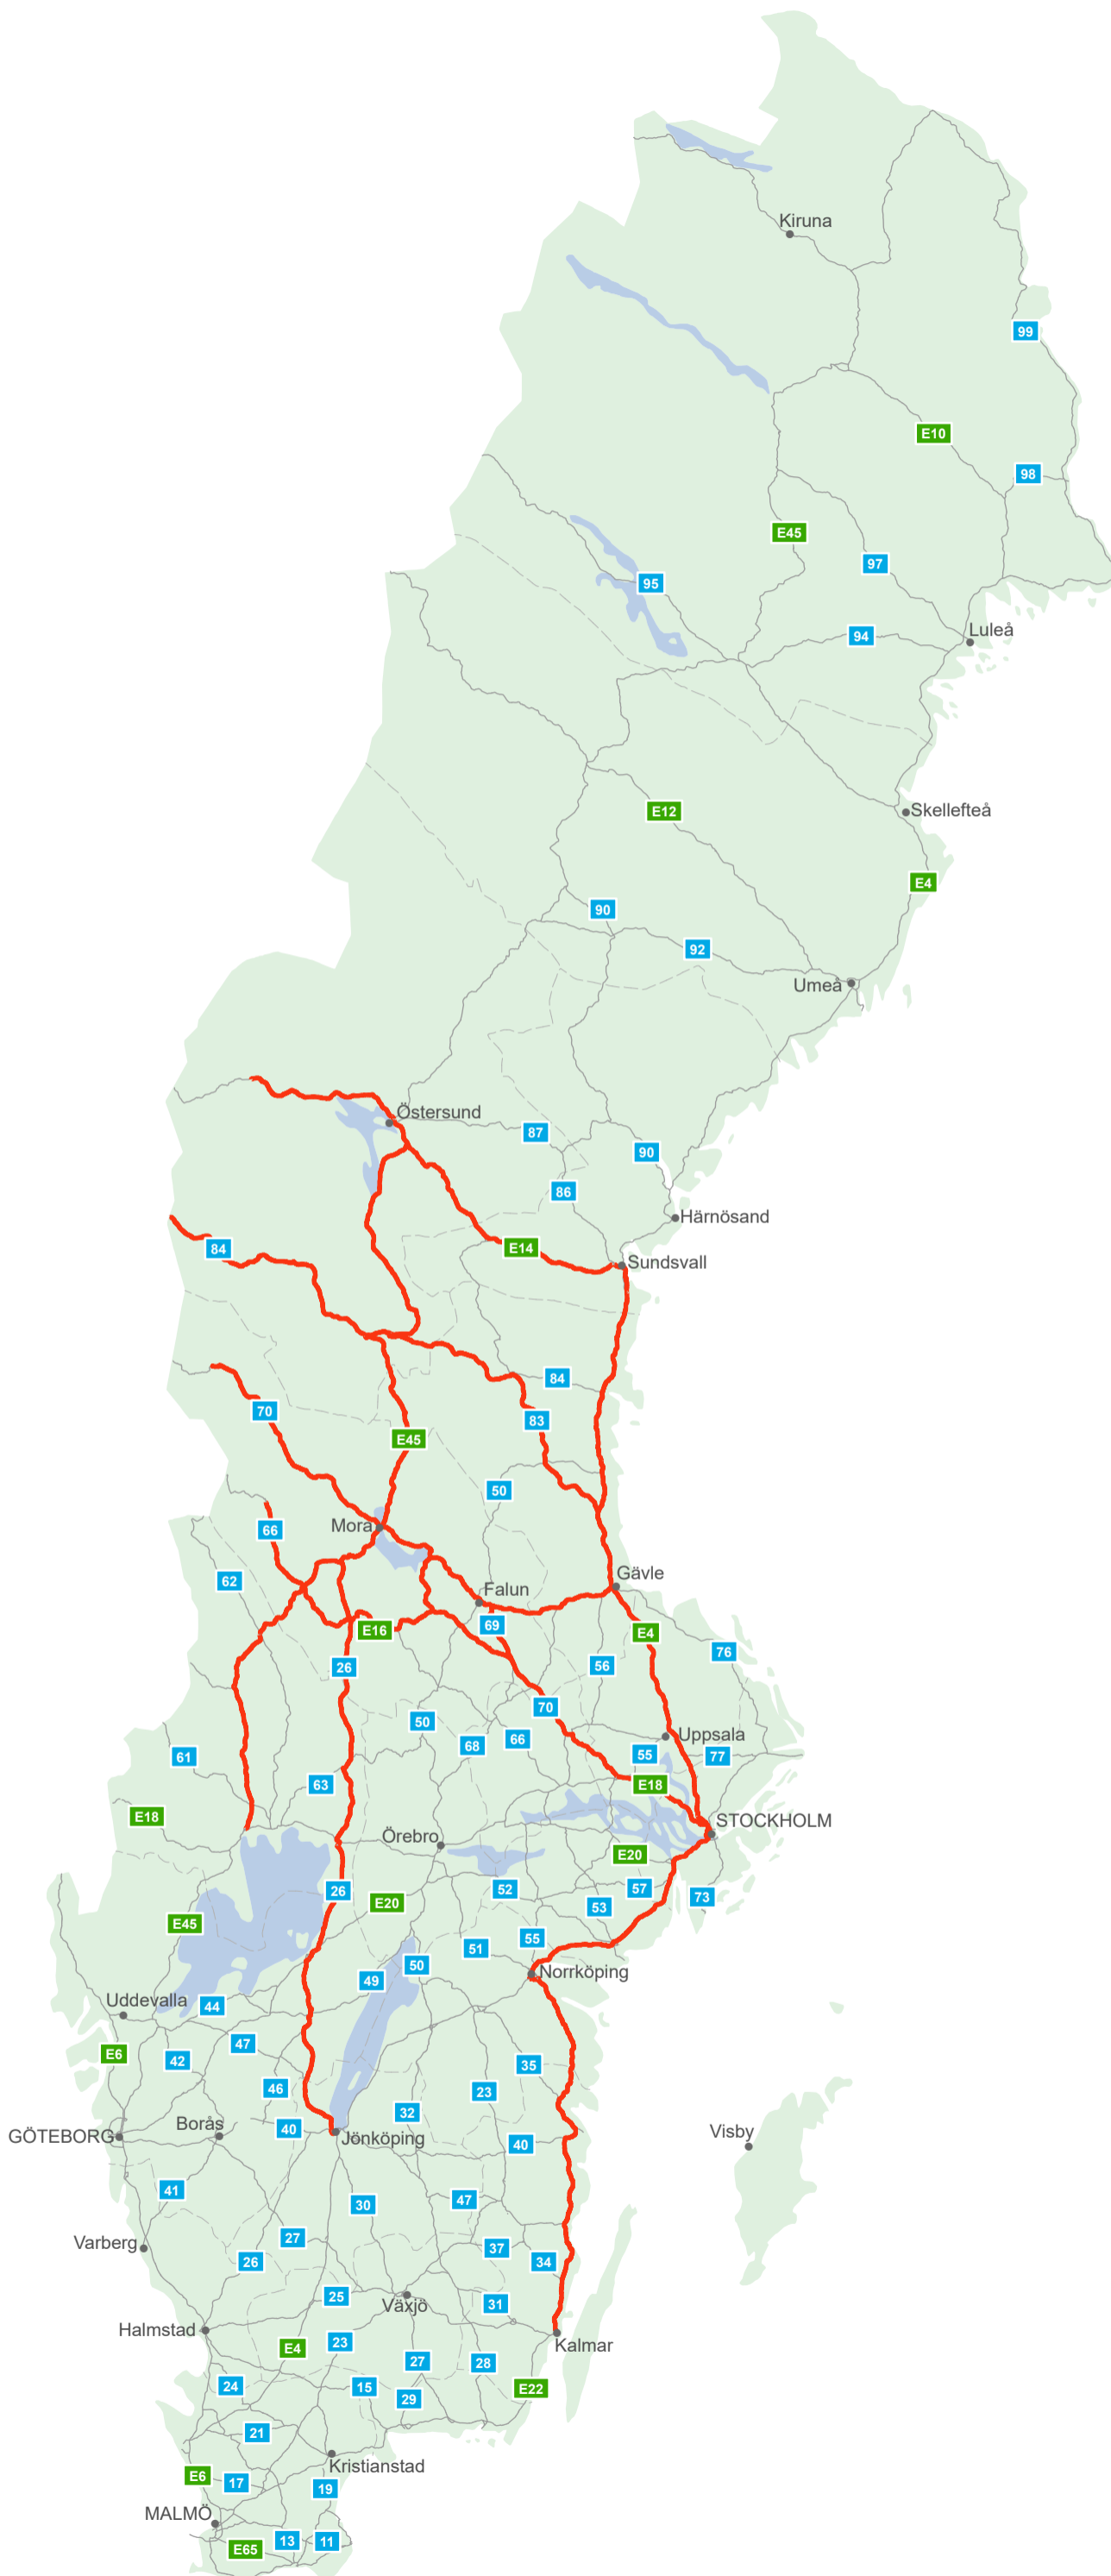 Kiruna
99
E10
98
E45
97
95
Luleå
94
Skellefteå
E12
E4
90
92
Umeå
Östersund
87
90
86
Härnösand
84
E14
Sundsvall
84
70
83
E45
50
Mora
66
62
Gävle
Falun
69
E16
E4
76
56
26
70
50
Uppsala
66
68
55
77
61
63
E18
E18
STOCKHOLM
Örebro
E20
57
52
26
73
E20
53
E45
55
51
50
Norrköping
49
Uddevalla
44
47
E6
42
35
46
23
32
Borås
40
Visby
GÖTEBORG
Jönköping
40
41
47
30
27
Varberg
37
26
34
25
31
Växjö
Halmstad
23
Kalmar
E4
27
28
24
15
E22
29
21
Kristianstad
E6
17
19
MALMÖ
13
11
E65